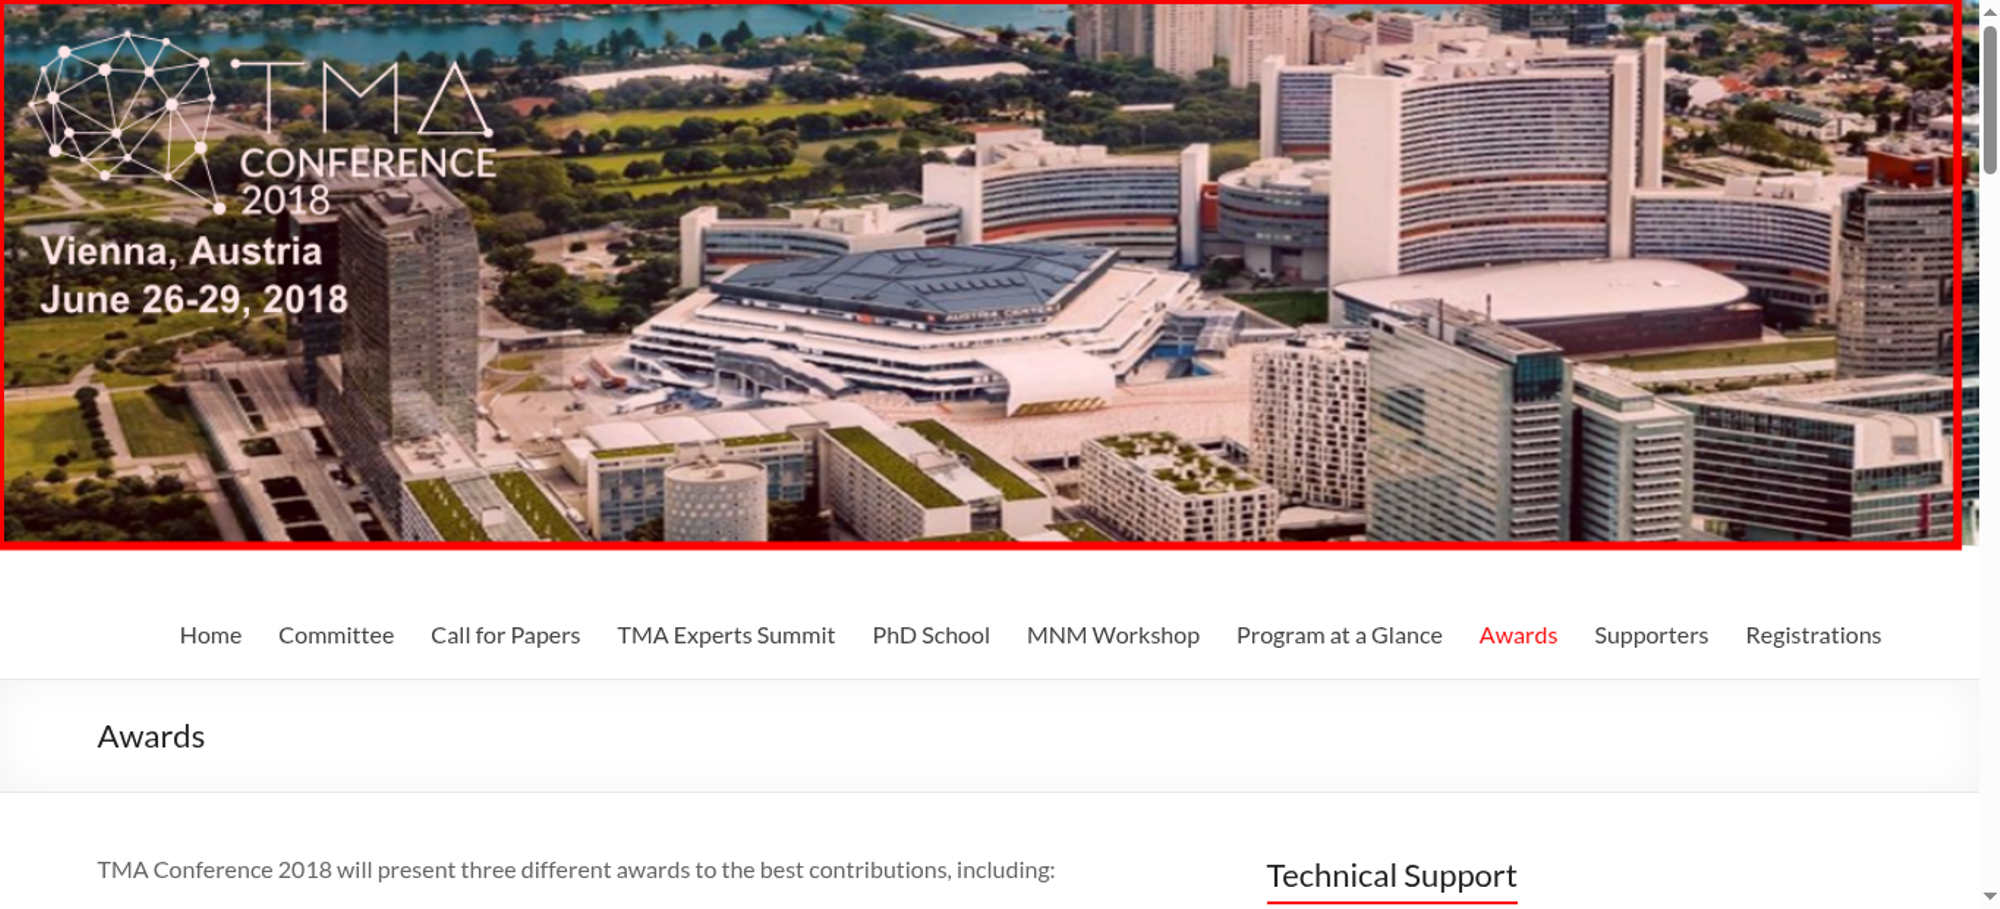 TMA
CONFERENCE
2018
Vienna, Austria
June 26-29, 2018
AUSTRIA CENTER
Home Committee Call for Papers TMA Experts Summit PhD School MNM Workshop Program at a Glance Awards Supporters Registrations
Awards
TMA Conference 2018 will present three different awards to the best contributions, including:
Technical Support